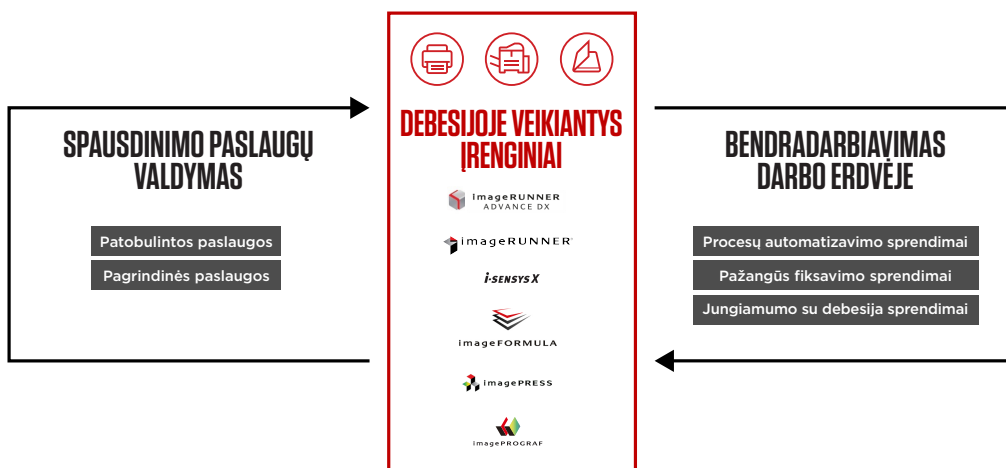 SPAUSDINIMO PASLAUGŲ
VALDYMAS
Patobulintos paslaugos
Pagrindinės paslaugos
DEBESIJOJE VEIKIANTYS
ĮRENGINIAI
imageRUNNER
ADVANCE DX
imageRUNNER
i-SENSYS X
imageFORMULA
imagePRESS
imagePROGRAF
BENDRADARBIAVIMAS
DARBO ERDVĖJE
Procesų automatizavimo sprendimai
Pažangūs fiksavimo sprendimai
Jungiamumo su debesija sprendimai